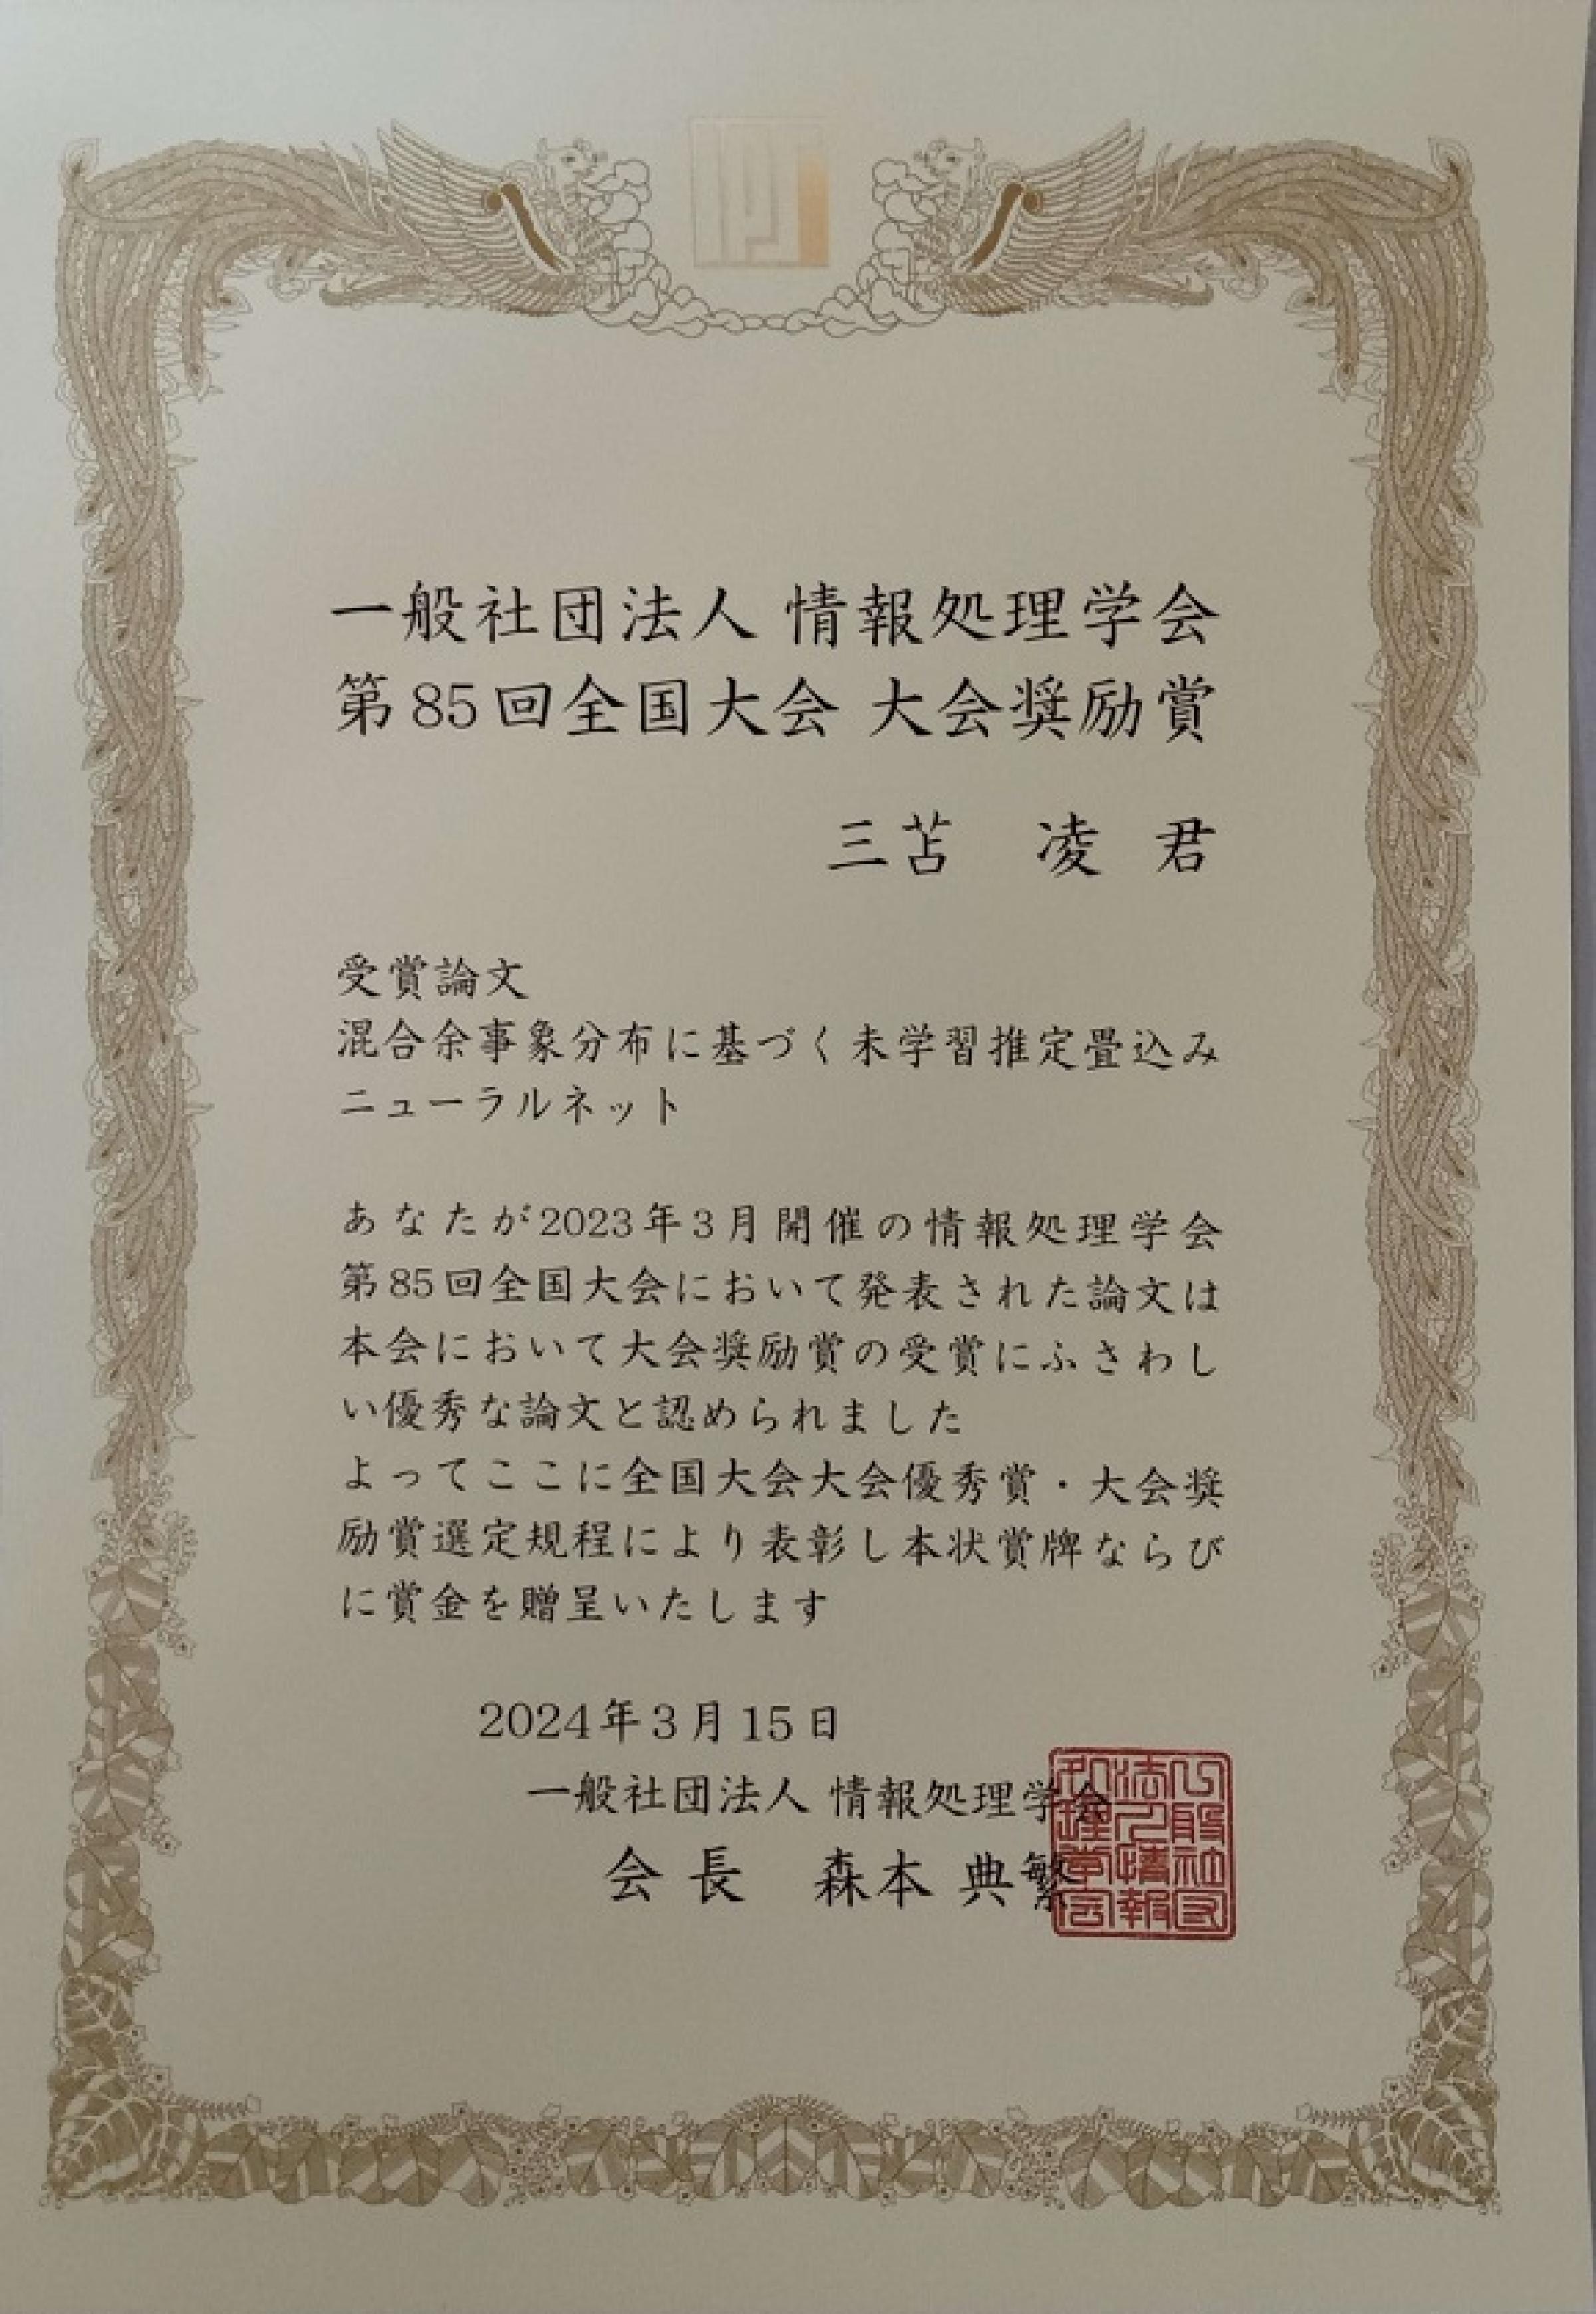 一般社団法人 情報処理学会
第85回全国大会 大会奨励賞
三苫 凌 君
受賞論文
混合余事象分布に基づく未学習推定畳込み
ニューラルネット
あなたが2023年3月開催の情報処理学会
第85回全国大会において発表された論文は
本会において大会奨励賞の受賞にふさわし
い優秀な論文と認められました
よってここに全国大会大会優秀賞・大会奨
励賞選定規程により表彰し本状賞牌ならび
に賞金を贈呈いたします
2024年3月15日
一般社団法人 情報処理学会
会長 森本 典繁